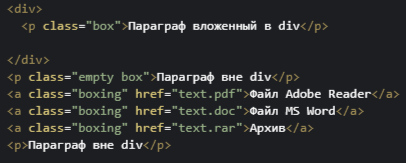 <div>
<p class="box">Параграф вложенный в div</p>
</div>
<p class="empty box">Параграф вне div</p>
<a class="boxing" href="text.pdf">Файл Adobe Reader</a>
<a class="boxing" href="text.doc">Файл MS Word</a>
<a class="boxing" href="text.rar">Архив</a>
<p>Параграф вне div</p>